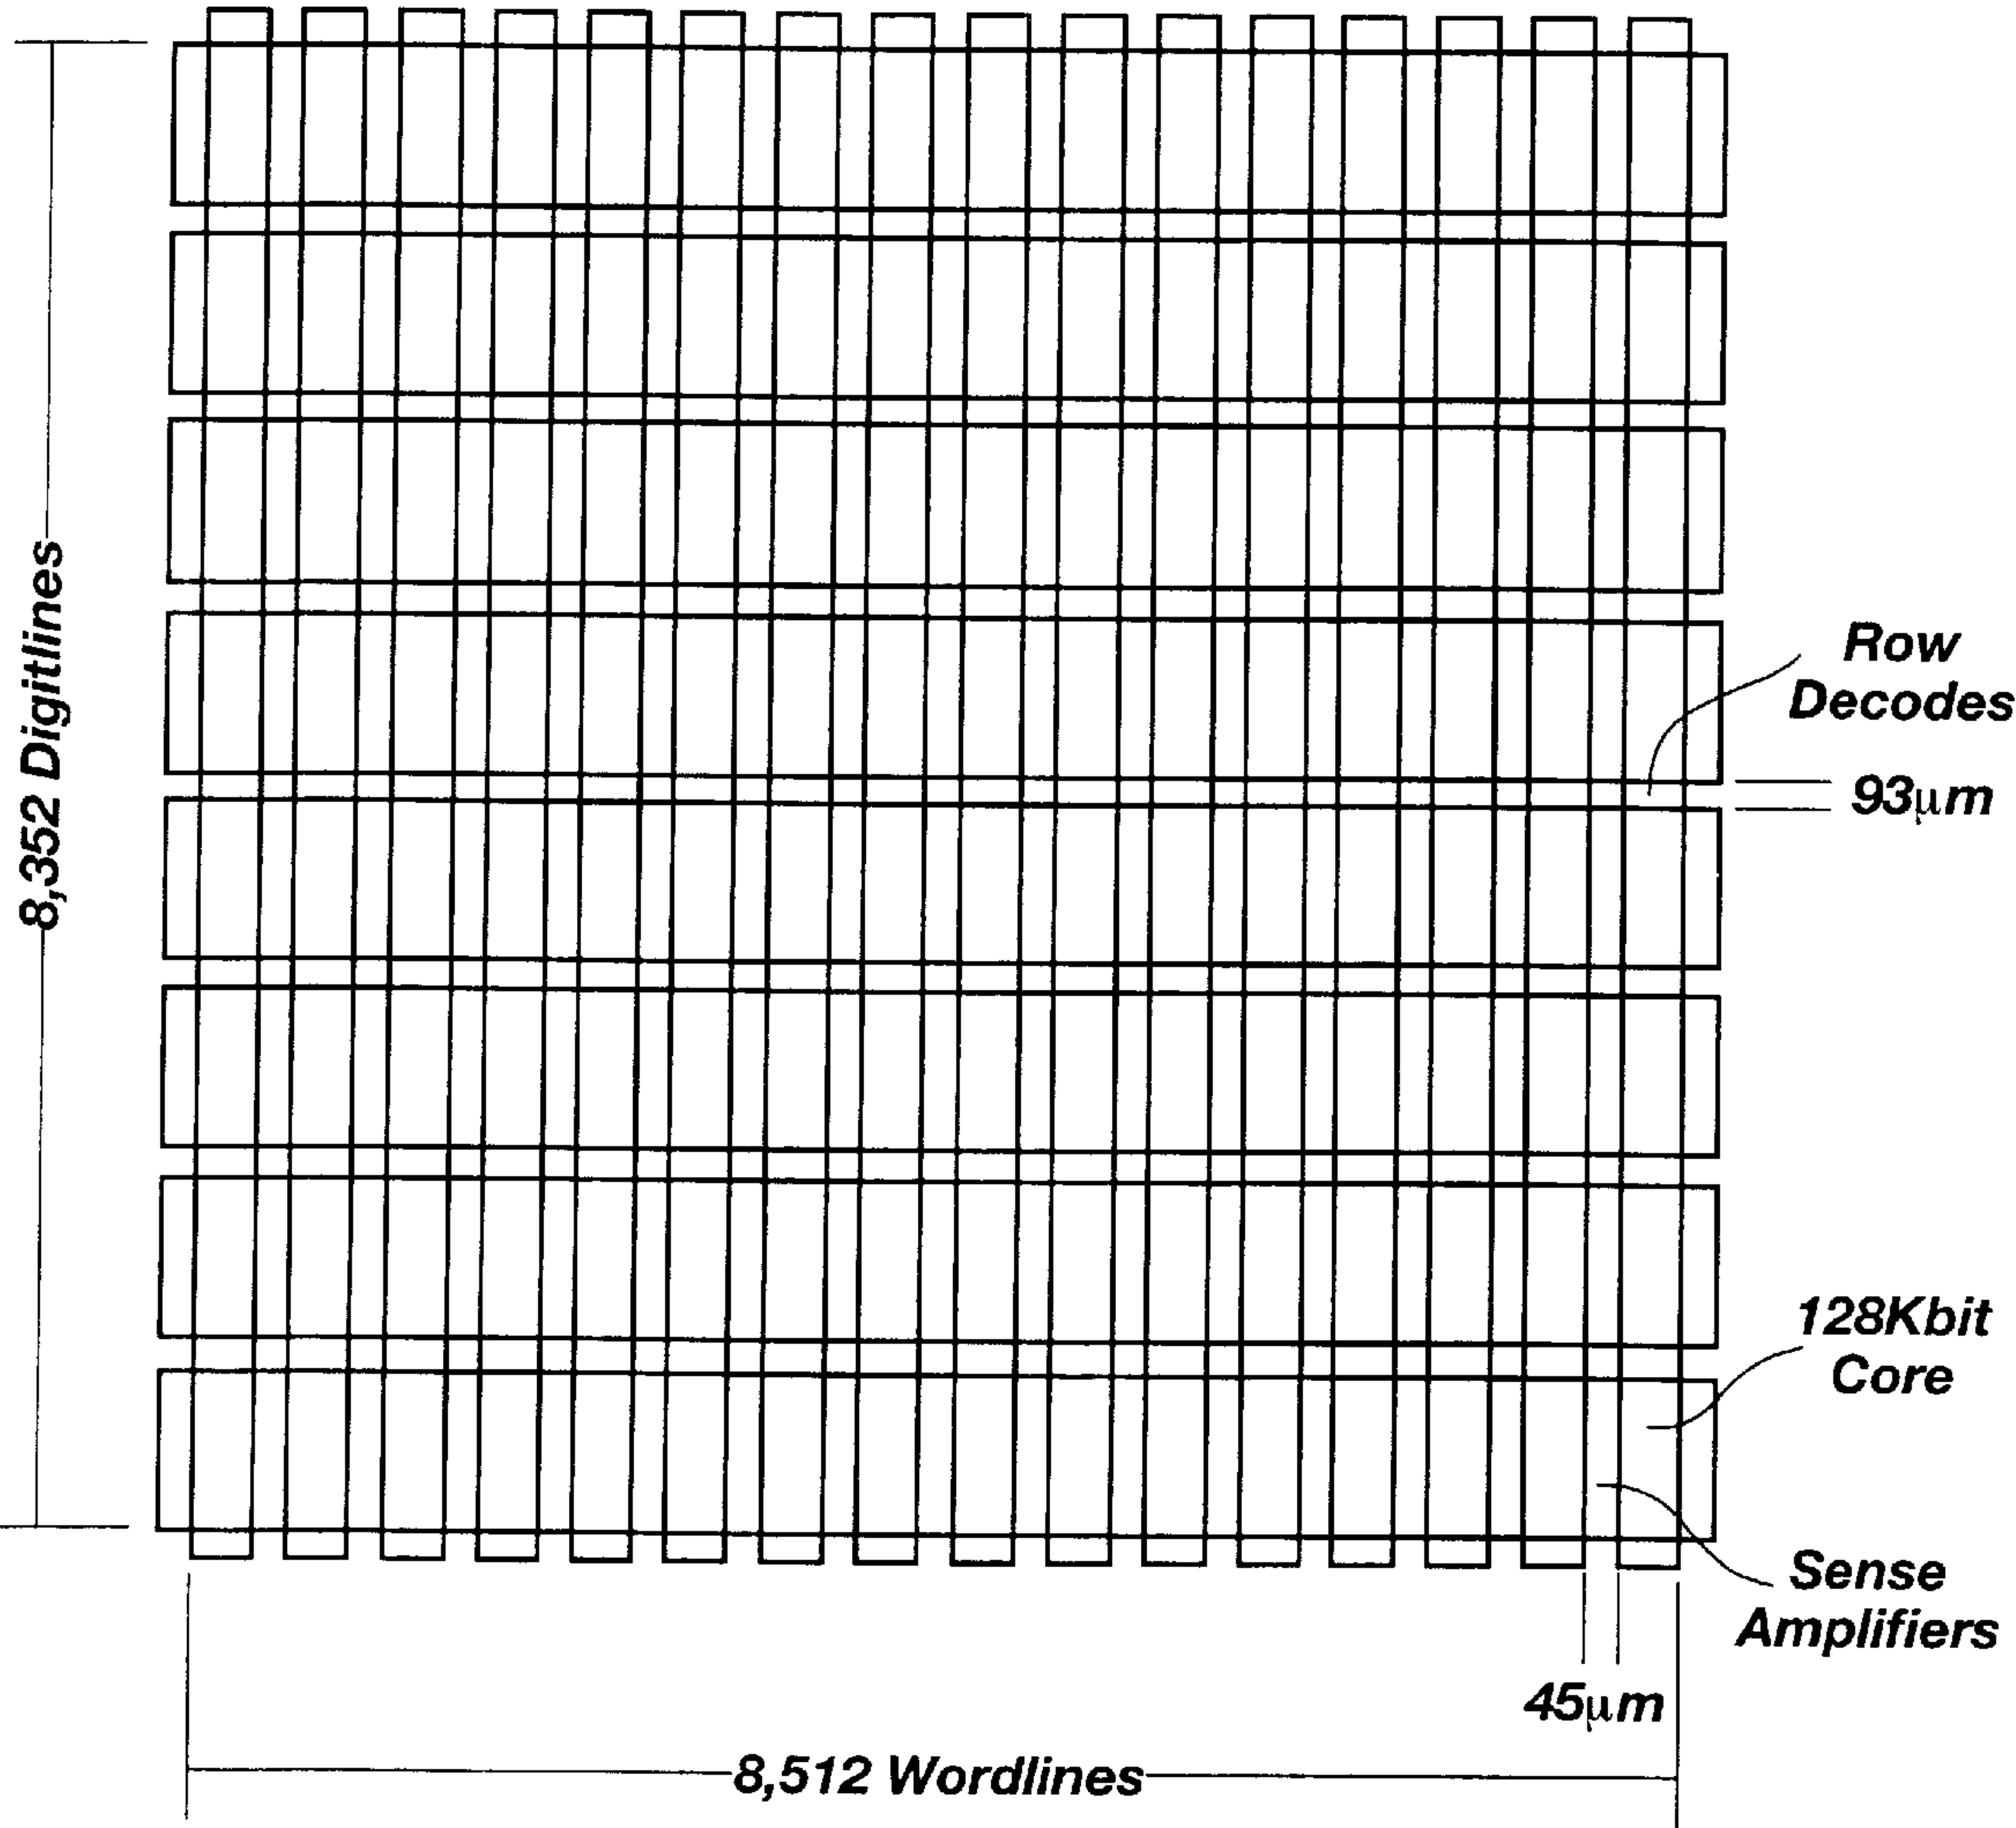 8,352 Digitlines
Row
Decodes
93μm
128Kbit
Core
Sense
Amplifiers
45μm
8,512 Wordlines